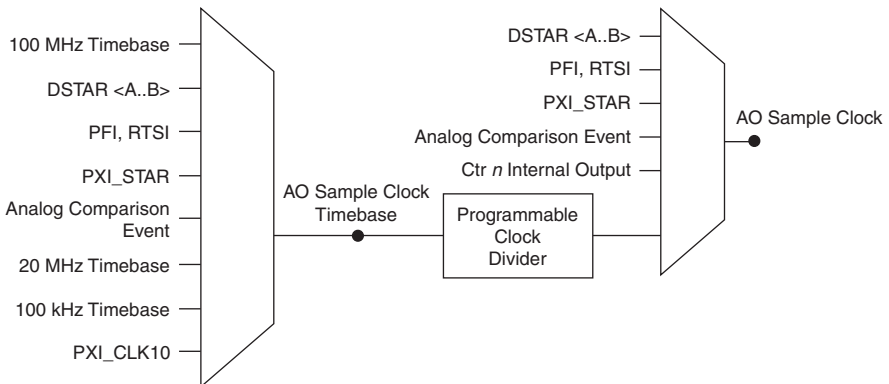 100 MHz Timebase
DSTAR <A..B>
PFI, RTSI
PXI_STAR
Analog Comparison
Event
20 MHz Timebase
100 kHz Timebase
PXI_CLK10
AO Sample Clock
Timebase
Programmable
Clock
Divider
DSTAR <A..B>
PFI, RTSI
PXI_STAR
Analog Comparison Event
Ctr n Internal Output
AO Sample Clock